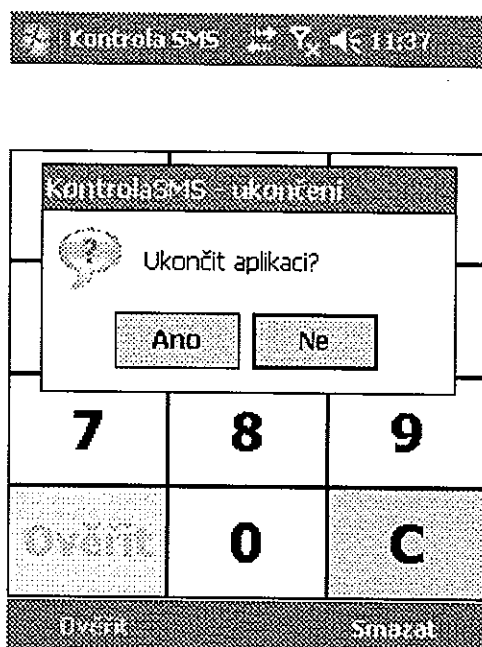 Kontrola SMS 11:37
KontrolaSMS - ukončení
Ukončit aplikaci?
Ano Ne
7 8 9
Ověřit 0 C
Ověřit Smazat